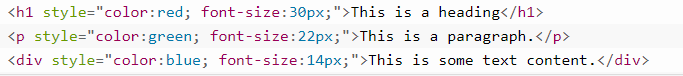 <h1 style="color:red; font-size:30px;">This is a heading</h1>
<p style="color:green; font-size:22px;">This is a paragraph.</p>
<div style="color:blue; font-size:14px;">This is some text content.</div>